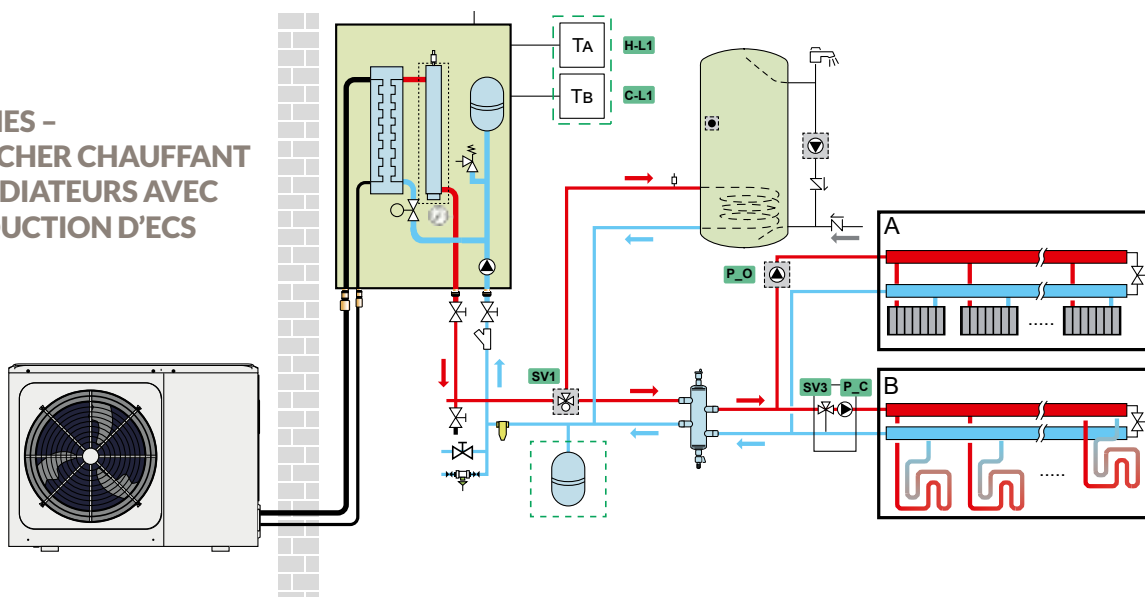 IES –
CHER CHAUFFANT
DIATEURS AVEC
UCTION D'ECS
TA
H-L1
TB
C-L1
P_O
SV1
SV3
P_C
A
.....
B
.....